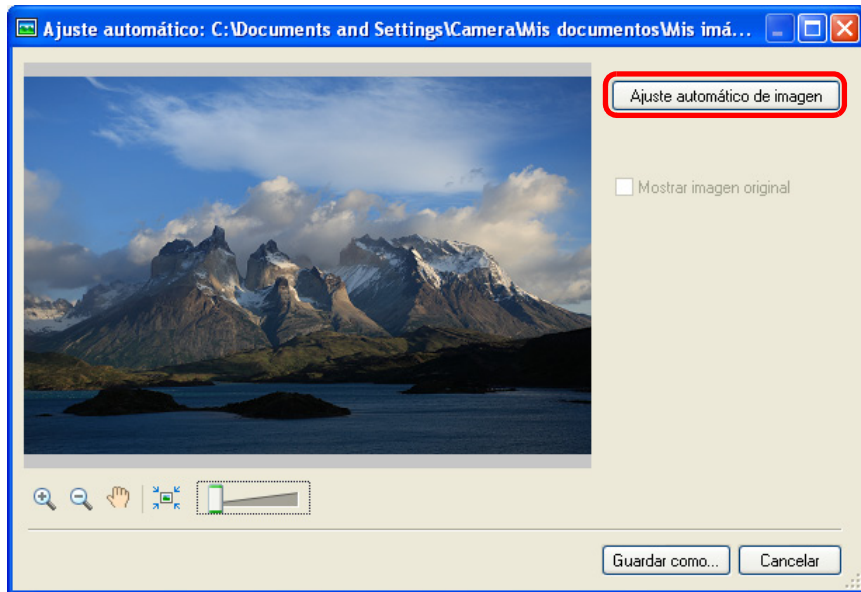 Ajuste automático: C:\Documents and Settings\Camera\Mis documentos\Mis imá...
Ajuste automático de imagen
Mostrar imagen original
Guardar como...
Cancelar